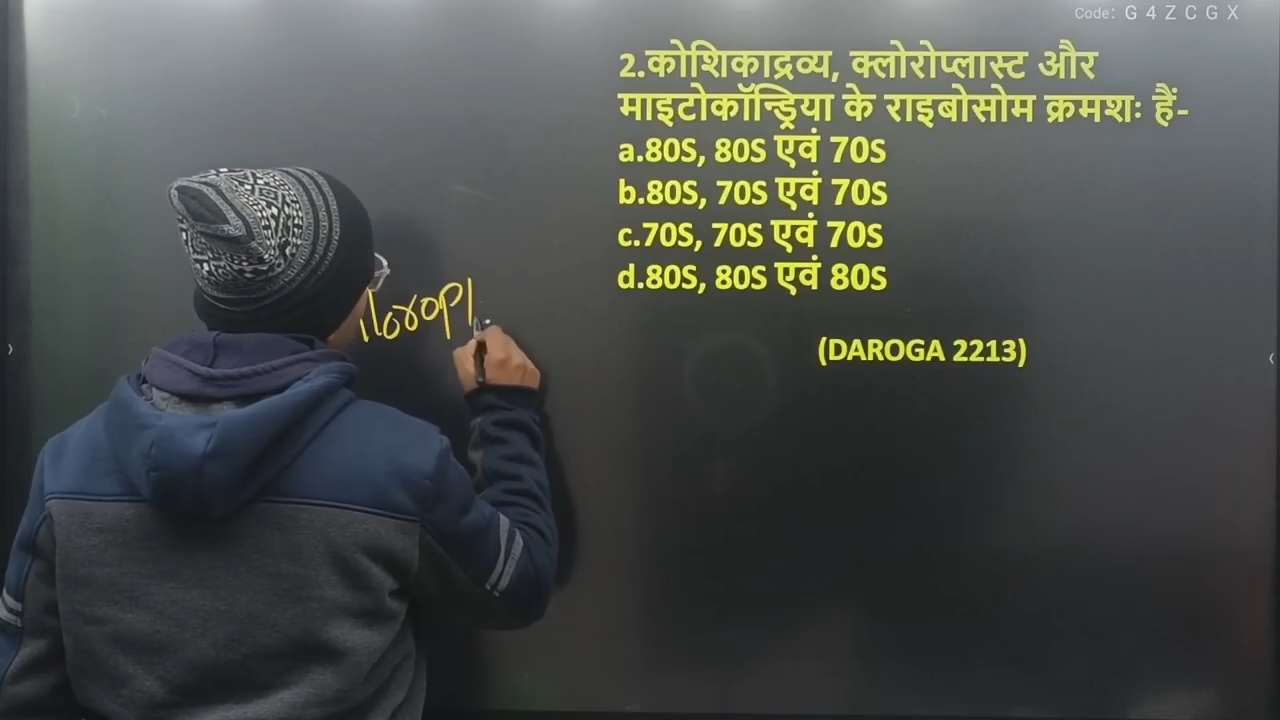 Code: G 4 Z C G X
2.कोशिकाद्रव्य, क्लोरोप्लास्ट और
माइटोकॉन्ड्रिया के राइबोसोम क्रमशः हैं-
a.80S, 80S एवं 70S
b.80S, 70S एवं 70S
c.70S, 70S एवं 70S
d.80S, 80S एवं 80S
(DAROGA 2213)